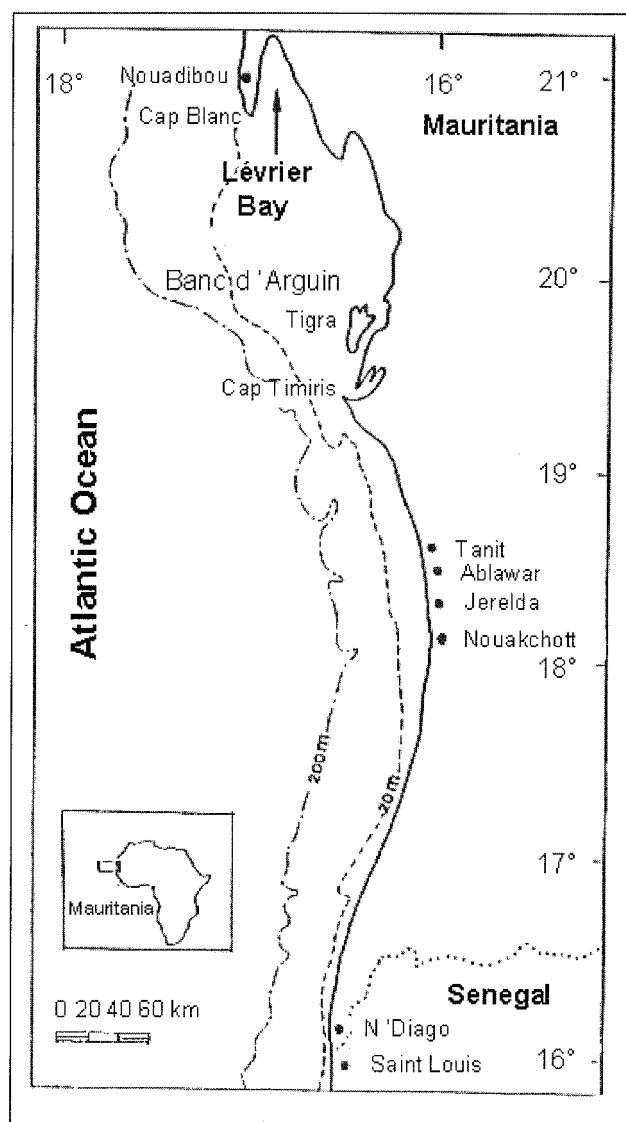 18°
16°
21°
Nouadibou
Cap Blanc
Mauritania
Lévrier
Bay
Banc d 'Arguin
20°
Tigra
Cap Timiris
19°
Atlantic Ocean
Tanit
Ablawar
Jerelda
Nouakchott
18°
200m
20m
17°
Mauritania
Senegal
0 20 40 60 km
N 'Diago
Saint Louis
16°